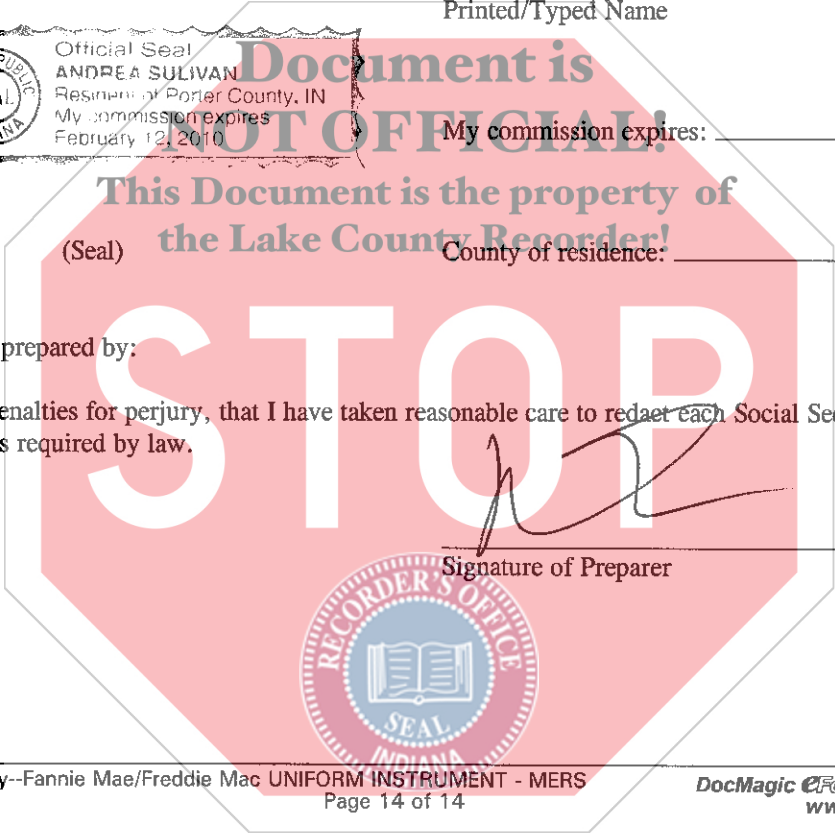 Printed/Typed Name
Official Seal
ANDREA SULIVAN
Resident of Porter County, IN
My commission expires
February 12, 2010
PUBLIC
Document is
NOT OFFICIAL!
This Document is the property of
the Lake County Recorder!
My commission expires:
(Seal)
County of residence:
STOP
prepared by:
enalties for perjury, that I have taken reasonable care to redact each Social Sec
s required by law.
Signature of Preparer
RECORDER'S OFFICE
SEAL
INDIANA
y--Fannie Mae/Freddie Mac UNIFORM INSTRUMENT - MERS
Page 14 of 14
DocMagic eFo
ww